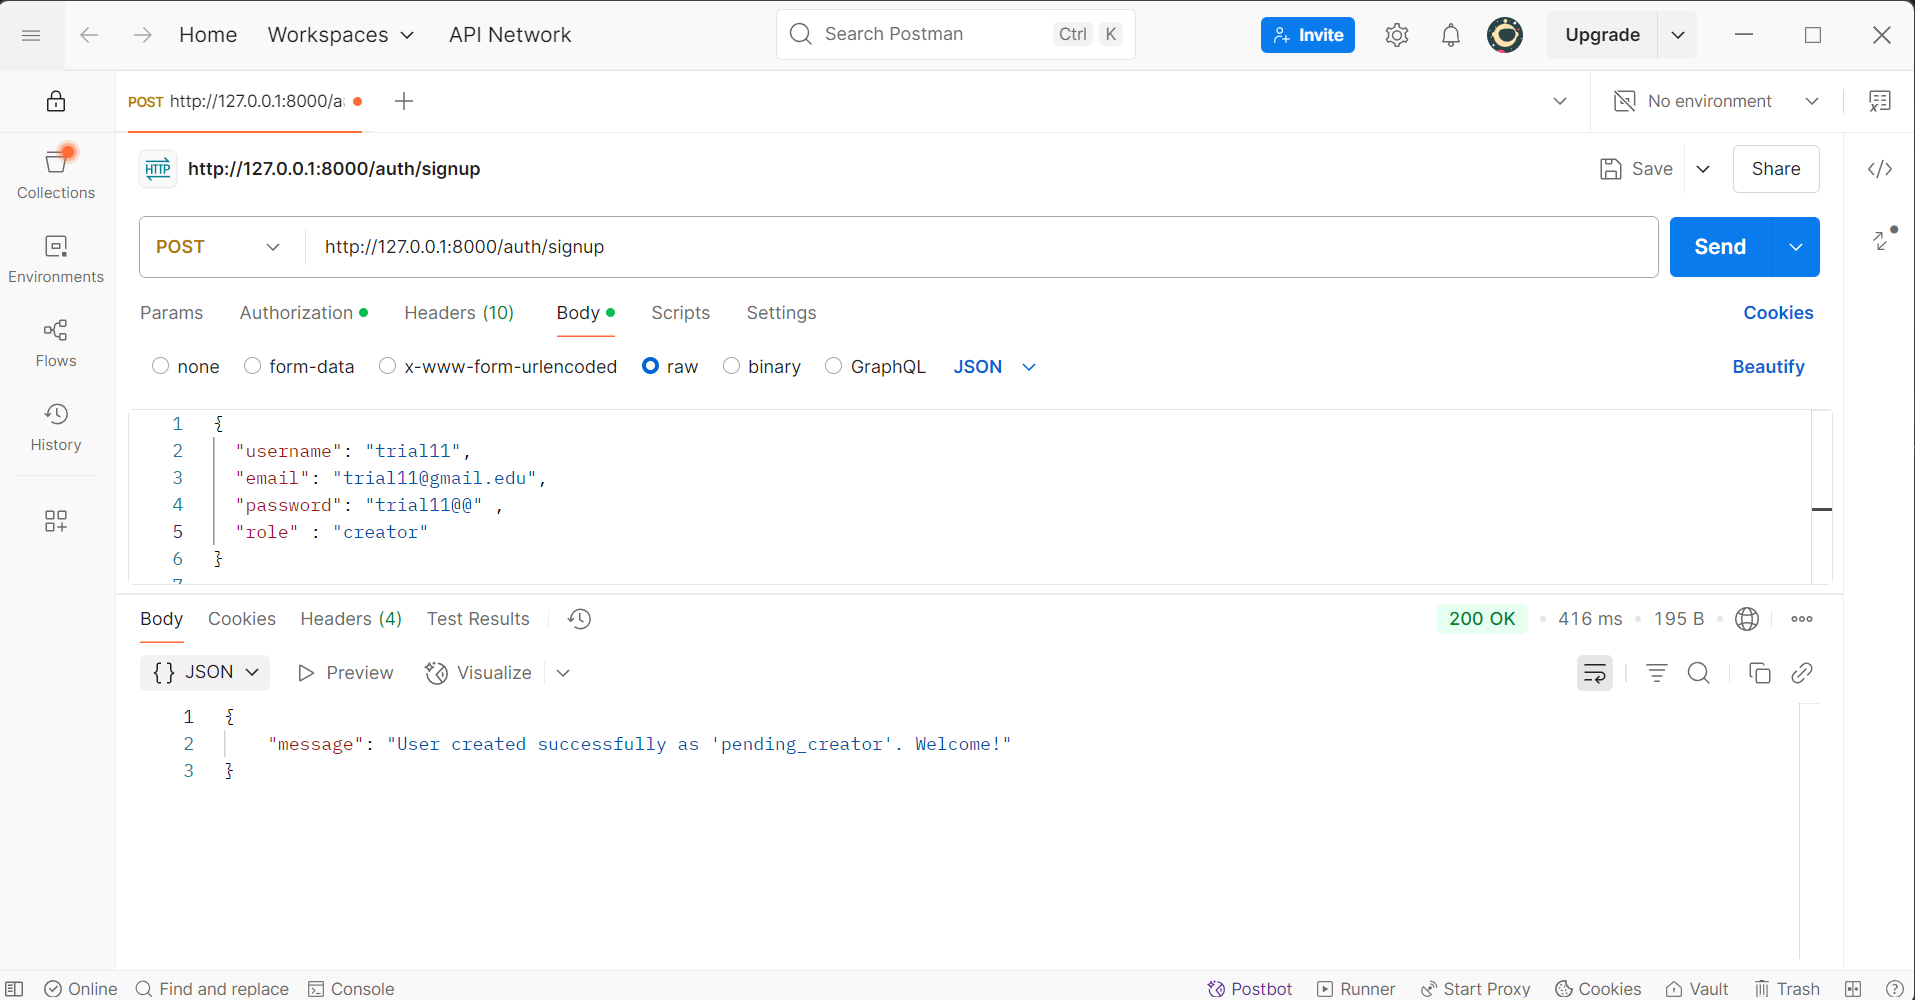 Home Workspaces API Network Search Postman Ctrl K Invite Upgrade
POST http://127.0.0.1:8000/a No environment
Collections
Environments
Flows
History
HTTP http://127.0.0.1:8000/auth/signup Save Share
POST http://127.0.0.1:8000/auth/signup Send
Params Authorization Headers (10) Body Scripts Settings Cookies
none form-data x-www-form-urlencoded raw binary GraphQL JSON Beautify
1 {
2 "username": "trial11",
3 "email": "trial11@gmail.edu",
4 "password": "trial11@@" ,
5 "role" : "creator"
6 }
7
Body Cookies Headers (4) Test Results 200 OK • 416 ms • 195 B •
{} JSON Preview Visualize
1 {
2 "message": "User created successfully as 'pending_creator'. Welcome!"
3 }
Online Find and replace Console Postbot Runner Start Proxy Cookies Vault Trash